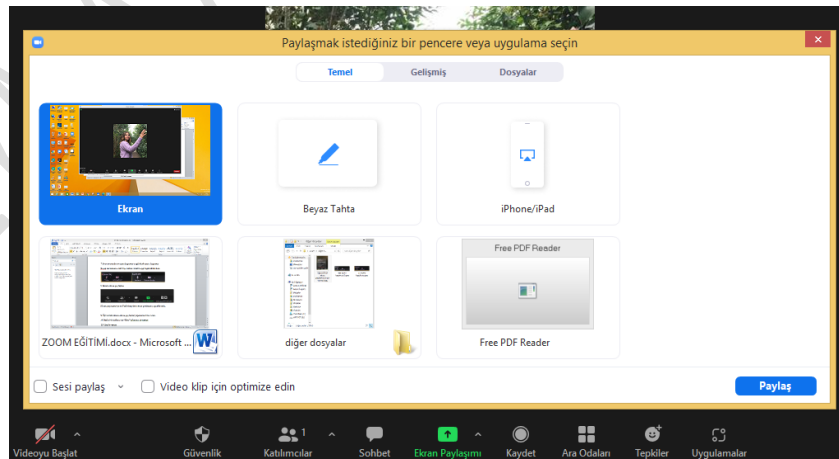 Paylaşmak istediğiniz bir pencere veya uygulama seçin
Temel Gelişmiş Dosyalar
Ekran Beyaz Tahta iPhone/iPad
Free PDF Reader
ZOOM EĞİTİMİ.docx - Microsoft ... diğer dosyalar Free PDF Reader
Sesi paylaş Video klip için optimize edin Paylaş
1
Videoyu Başlat Güvenlik Katılımcılar Sohbet Ekran Paylaşımı Kaydet Ara Odaları Tepkiler Uygulamalar